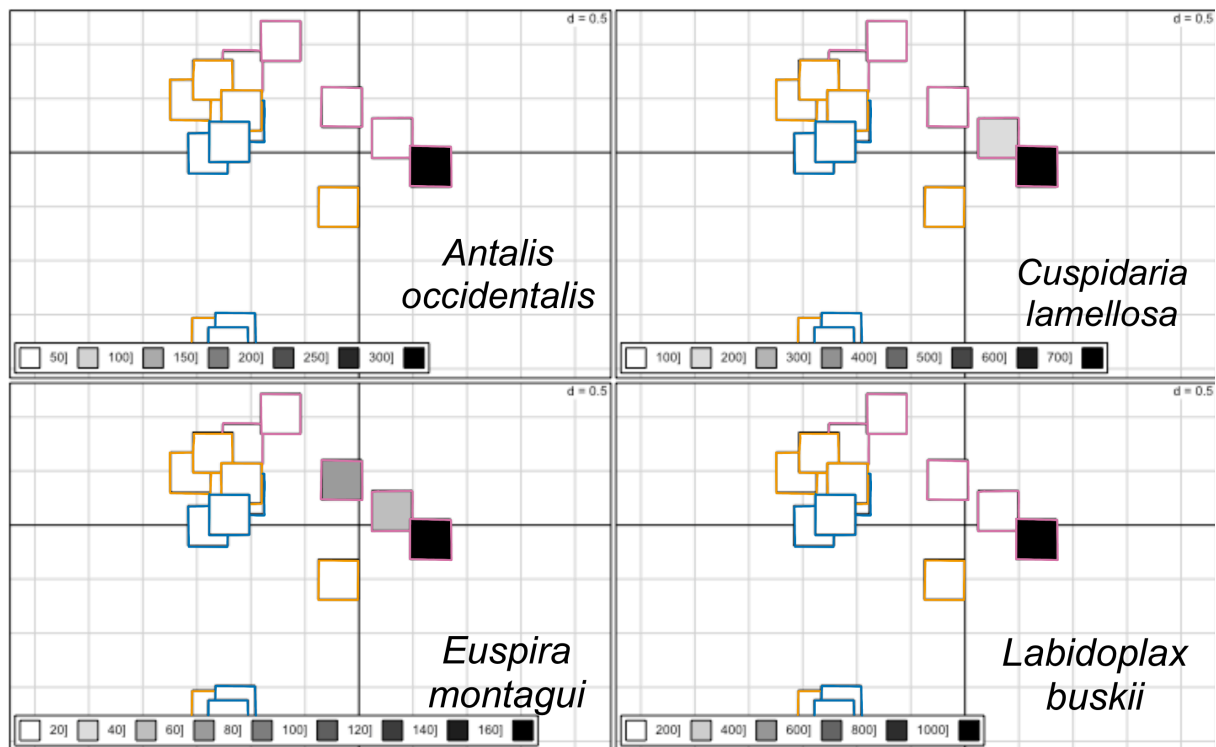 d = 0.5
Antalis
occidentalis
50] 100] 150] 200] 250] 300]
d = 0.5
Cuspidaria
lamellosa
100] 200] 300] 400] 500] 600] 700]
d = 0.5
Euspira
montagui
20] 40] 60] 80] 100] 120] 140] 160]
d = 0.5
Labidoplax
buskii
200] 400] 600] 800] 1000]